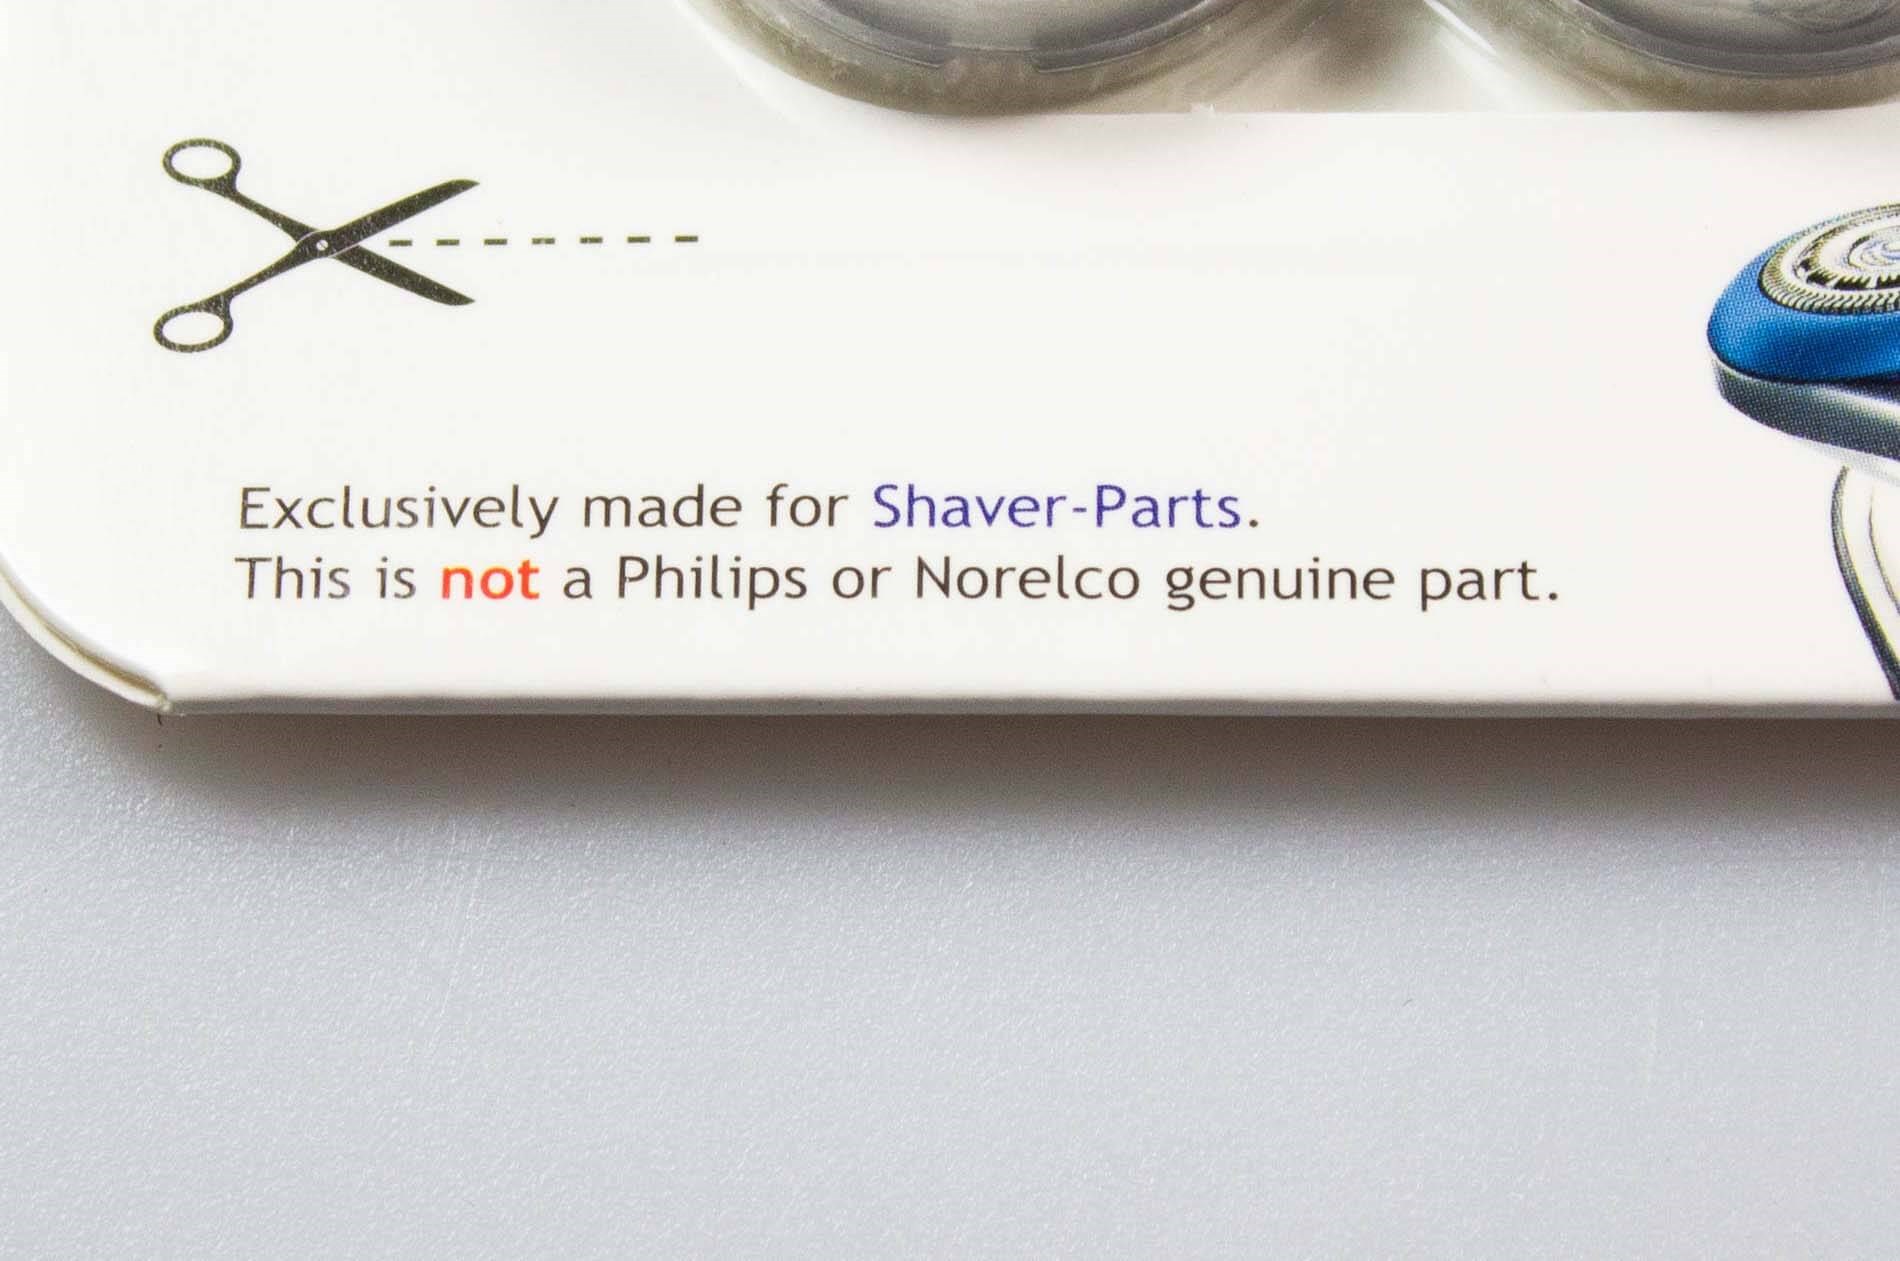 Exclusively made for Shaver-Parts.
This is not a Philips or Norelco genuine part.